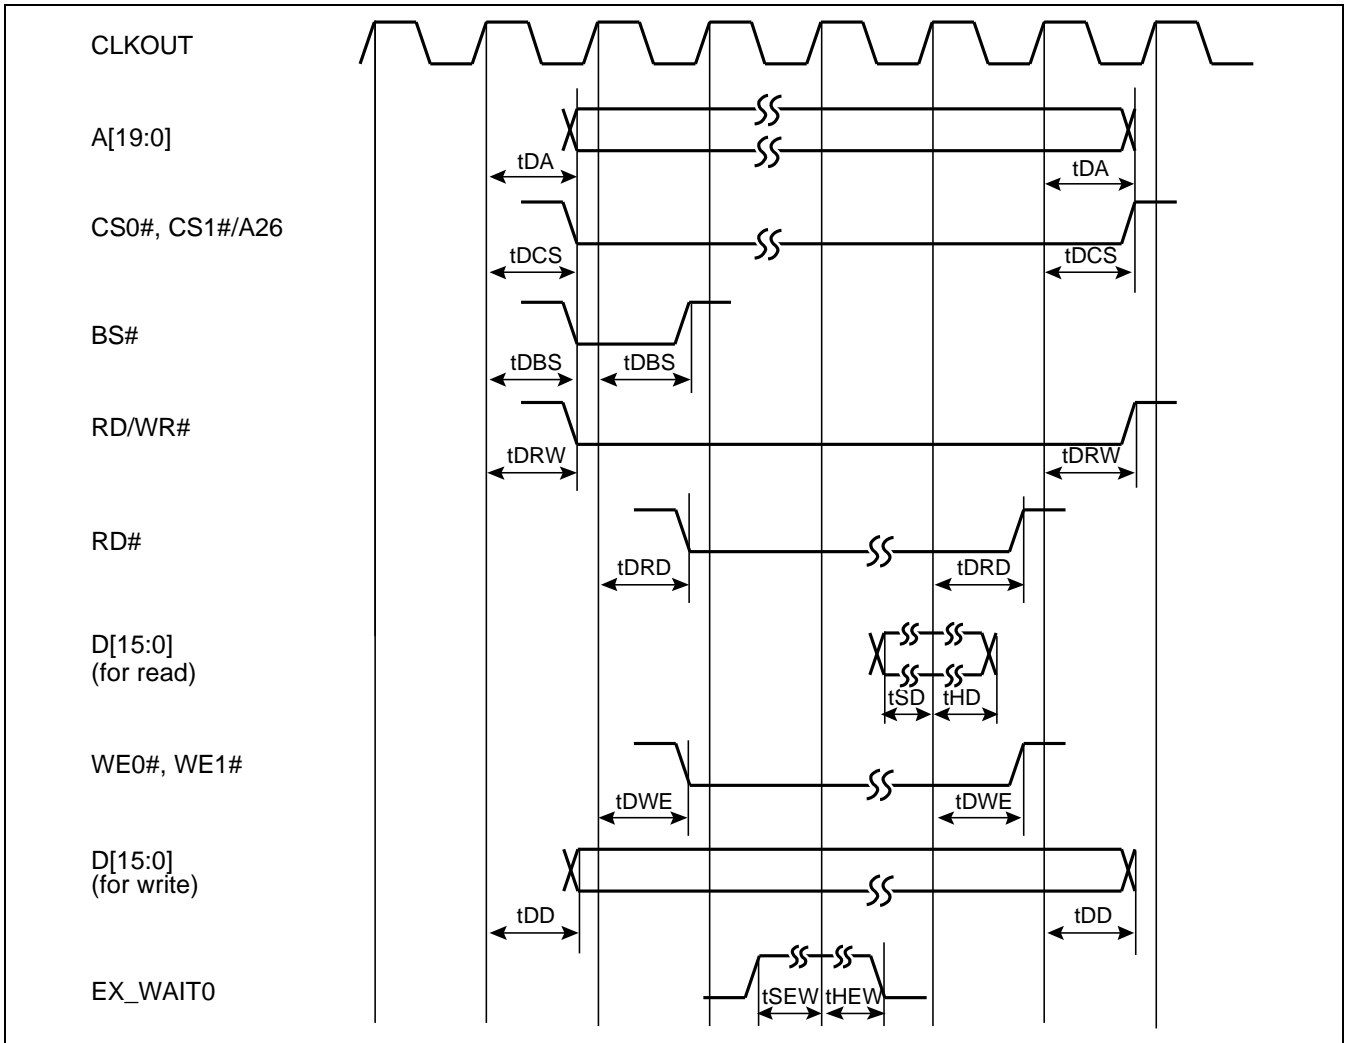 CLKOUT
A[19:0]
tDA
tDA
CS0#, CS1#/A26
tDCS
tDCS
BS#
tDBS
tDBS
RD/WR#
tDRW
tDRW
RD#
tDRD
tDRD
D[15:0]
(for read)
tSD
tHD
WE0#, WE1#
tDWE
tDWE
D[15:0]
(for write)
tDD
tDD
EX_WAIT0
tSEW
tHEW